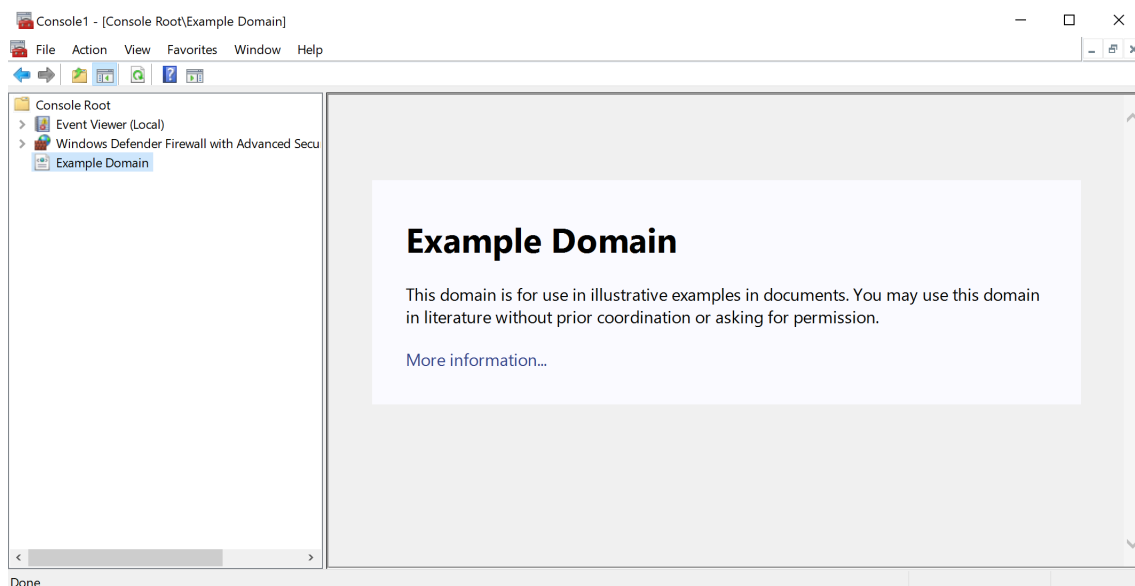 Console1 - [Console Root\Example Domain]
File Action View Favorites Window Help
Console Root
Event Viewer (Local)
Windows Defender Firewall with Advanced Secu
Example Domain
Example Domain
This domain is for use in illustrative examples in documents. You may use this domain
in literature without prior coordination or asking for permission.
More information...
Done